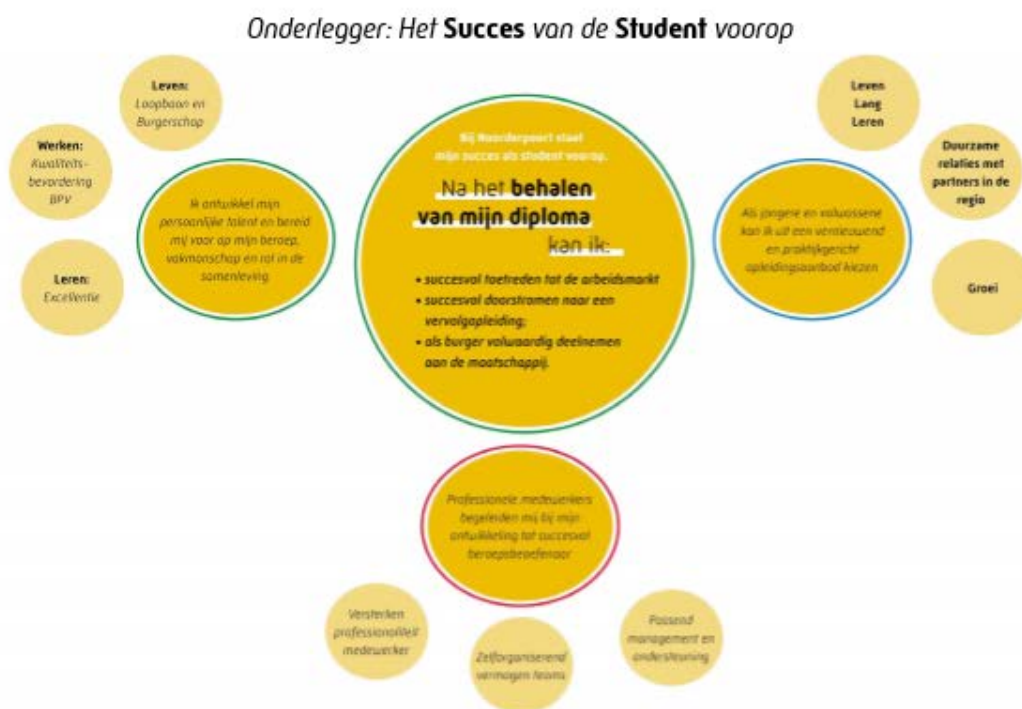 Onderlegger: Het Succes van de Student voorop
Leven:
Loopbaan en
Burgerschap
Werken:
Kwaliteits-
bevordering
BPV
Leren:
Excellentie
Ik ontwikkel mijn
persoonlijke talent en bereid
mij voor op mijn beroep,
vakmanschap en rol in de
samenleving
Bij Noorderpoort staat
mijn succes als student voorop.
Na het behalen
van mijn diploma
kan ik:
• succesvol toetreden tot de arbeidsmarkt
• succesvol doorstromen naar een
vervolgopleiding;
• als burger volwaardig deelnemen
aan de maatschappij.
Als jongere en volwassene
kan ik uit een vernieuwend
en praktijkgericht
opleidingsaanbod kiezen
Leven
Lang
Leren
Duurzame
relaties met
partners in de
regio
Groei
Professionele medewerkers
begeleiden mij bij mijn
ontwikkeling tot succesvol
beroepsbeoefenaar
Versterken
professionaliteit
medewerker
Zelforganiserend
vermogen teams
Passend
management en
ondersteuning